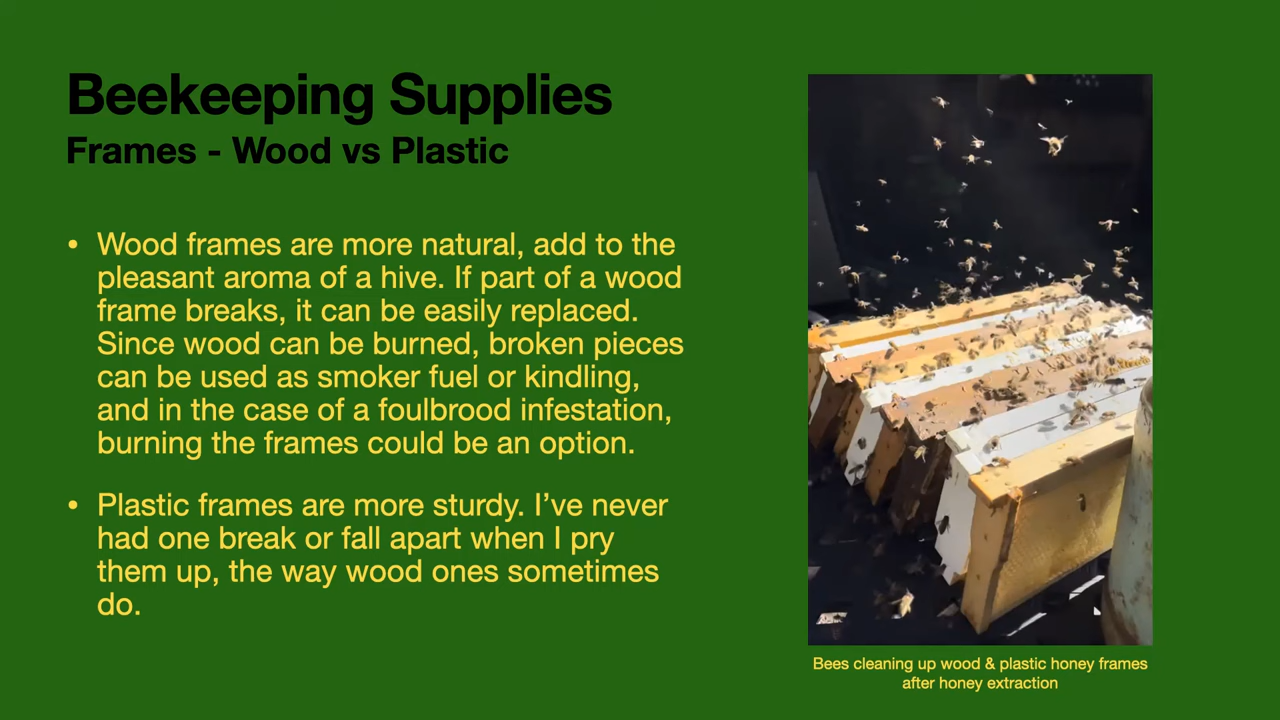 Beekeeping Supplies
Frames - Wood vs Plastic
• Wood frames are more natural, add to the
pleasant aroma of a hive. If part of a wood
frame breaks, it can be easily replaced.
Since wood can be burned, broken pieces
can be used as smoker fuel or kindling,
and in the case of a foulbrood infestation,
burning the frames could be an option.
• Plastic frames are more sturdy. I’ve never
had one break or fall apart when I pry
them up, the way wood ones sometimes
do.
Bees cleaning up wood & plastic honey frames
after honey extraction